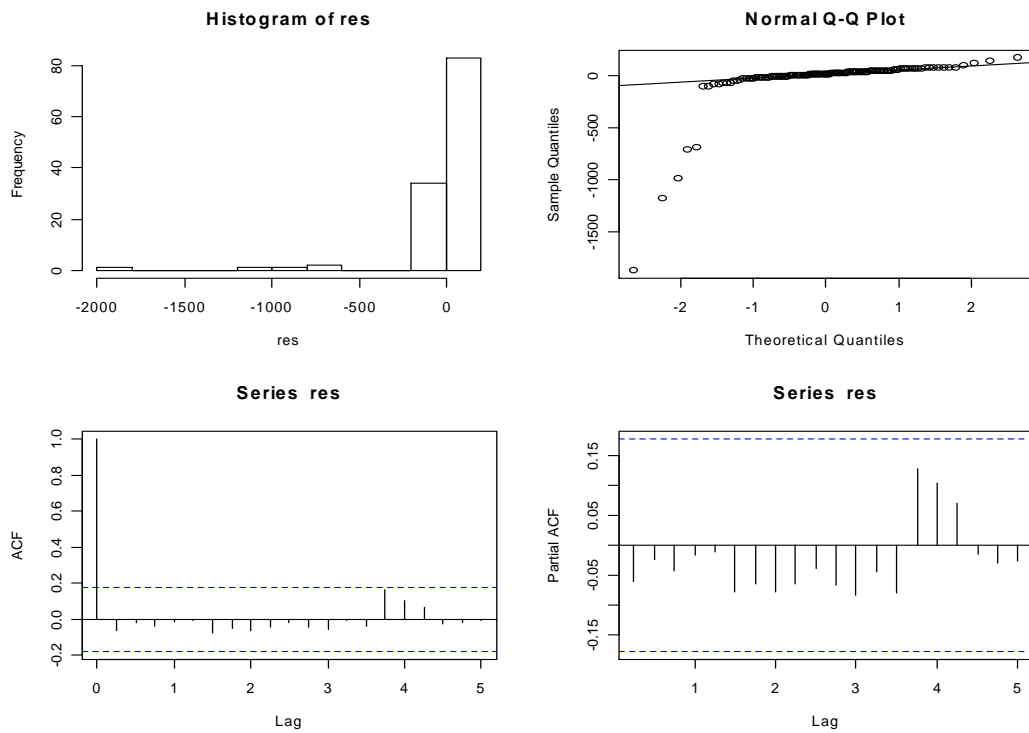 Histogram of res
Frequency
0 20 40 60 80
-2000 -1500 -1000 -500 0
res
Normal Q-Q Plot
Sample Quantiles
-1500 -1000 -500 0
-2 -1 0 1 2
Theoretical Quantiles
Series res
ACF
-0.2 0.0 0.2 0.4 0.6 0.8 1.0
0 1 2 3 4 5
Lag
Series res
Partial ACF
-0.15 -0.05 0.05 0.15
1 2 3 4 5
Lag